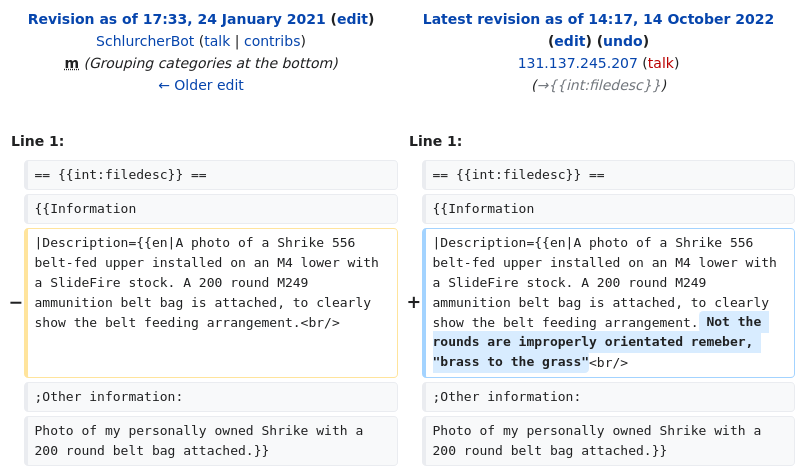 Revision as of 17:33, 24 January 2021 (edit)
SchlurcherBot (talk | contribs)
m (Grouping categories at the bottom)
← Older edit
Latest revision as of 14:17, 14 October 2022
(edit) (undo)
131.137.245.207 (talk)
(→{{int:filedesc}})
Line 1:
Line 1:
== {{int:filedesc}} ==
== {{int:filedesc}} ==
{{Information
{{Information
−
|Description={{en|A photo of a Shrike 556
belt-fed upper installed on an M4 lower with
a SlideFire stock. A 200 round M249
ammunition belt bag is attached, to clearly
show the belt feeding arrangement.<br/>
+
|Description={{en|A photo of a Shrike 556
belt-fed upper installed on an M4 lower with
a SlideFire stock. A 200 round M249
ammunition belt bag is attached, to clearly
show the belt feeding arrangement. Not the
rounds are improperly orientated remeber,
"brass to the grass"<br/>
;Other information:
;Other information:
Photo of my personally owned Shrike with a
200 round belt bag attached.}}
Photo of my personally owned Shrike with a
200 round belt bag attached.}}